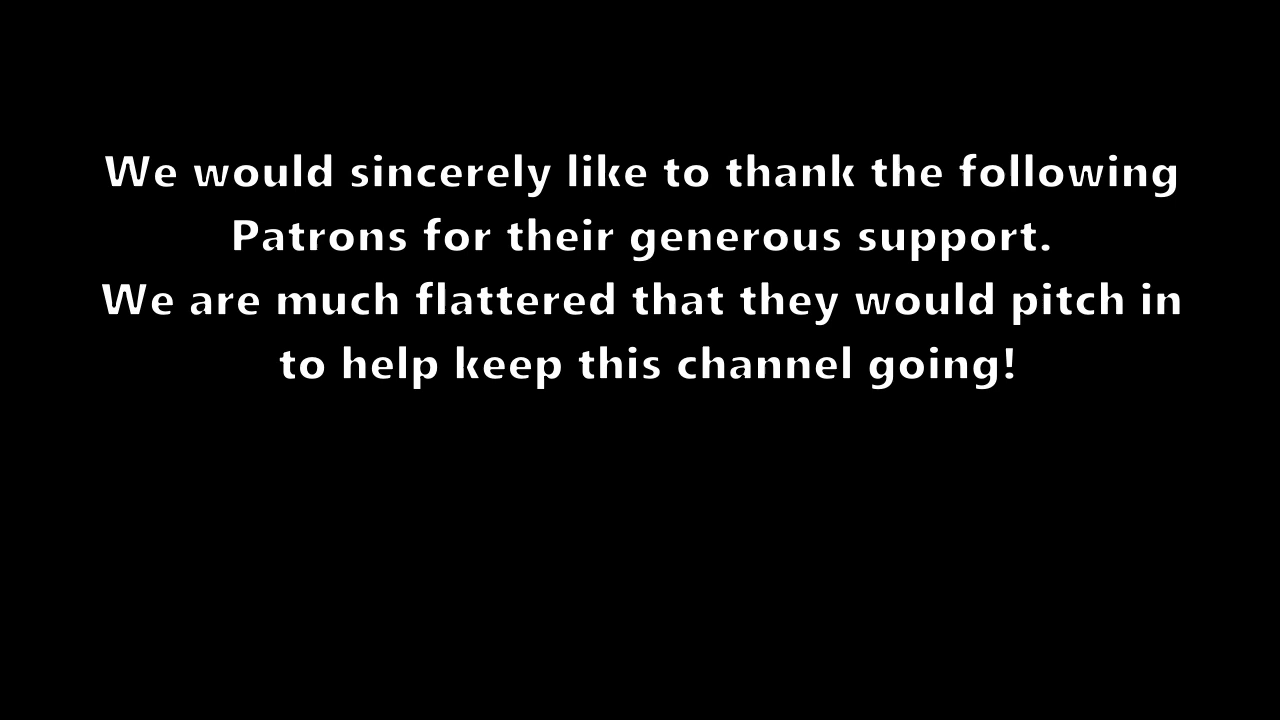 We would sincerely like to thank the following
Patrons for their generous support.
We are much flattered that they would pitch in
to help keep this channel going!